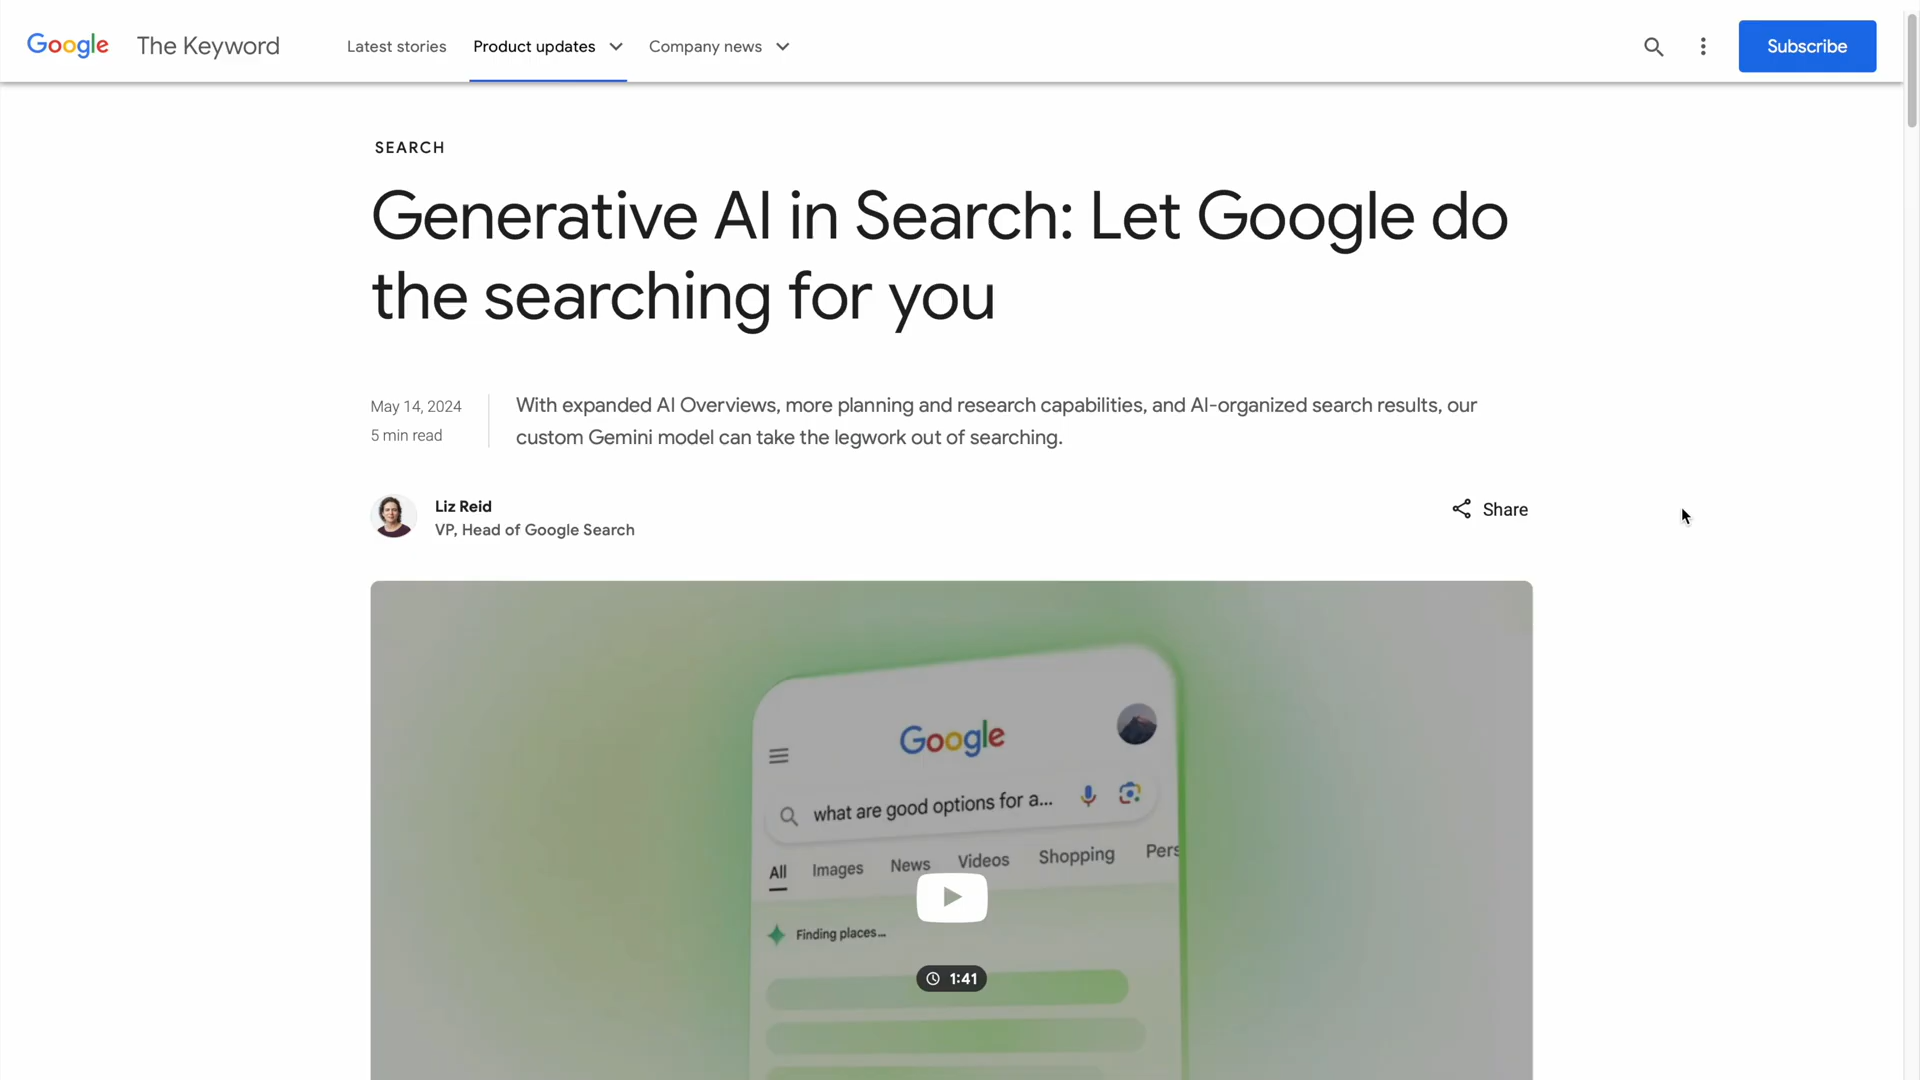 Google The Keyword Latest stories Product updates Company news Subscribe
SEARCH
Generative AI in Search: Let Google do
the searching for you
May 14, 2024
5 min read
With expanded AI Overviews, more planning and research capabilities, and AI-organized search results, our
custom Gemini model can take the legwork out of searching.
Liz Reid
VP, Head of Google Search
Share
Google
what are good options for a...
All Images News Videos Shopping Pers
Finding places...
1:41